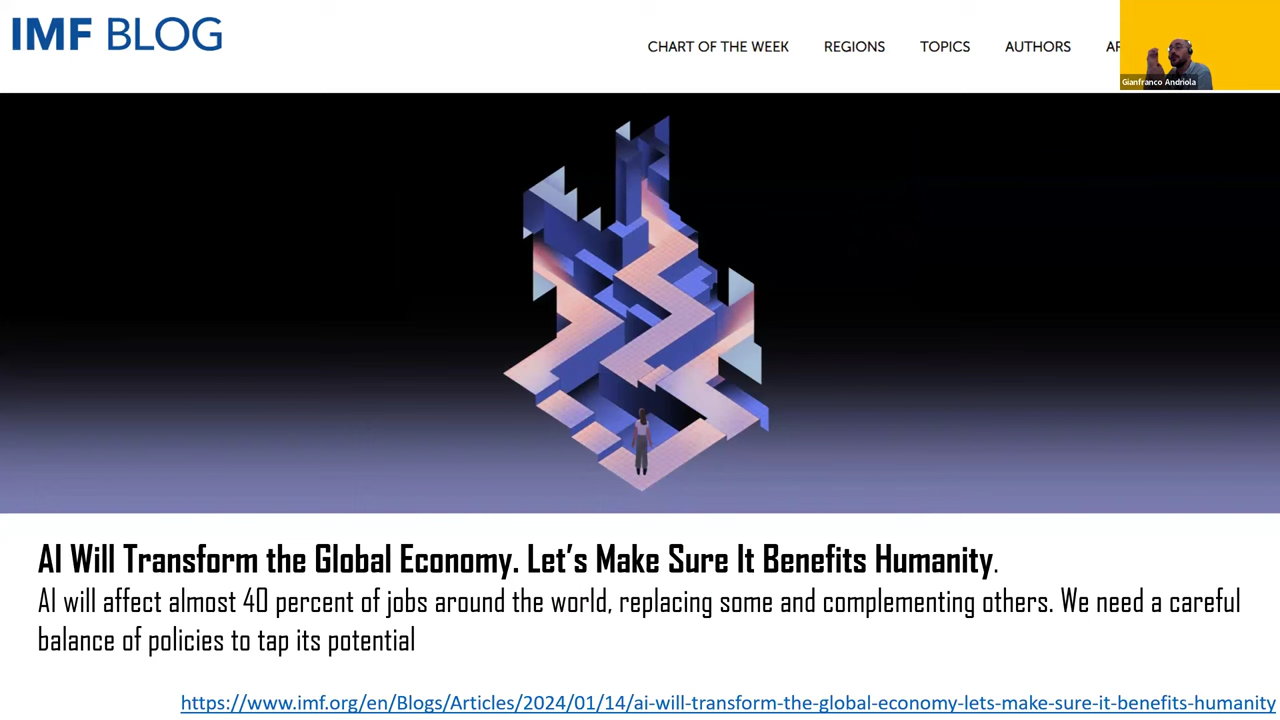 IMF BLOG
CHART OF THE WEEK REGIONS TOPICS AUTHORS
Gianfranco Andriola
AI Will Transform the Global Economy. Let's Make Sure It Benefits Humanity.
AI will affect almost 40 percent of jobs around the world, replacing some and complementing others. We need a careful
balance of policies to tap its potential
https://www.imf.org/en/Blogs/Articles/2024/01/14/ai-will-transform-the-global-economy-lets-make-sure-it-benefits-humanity